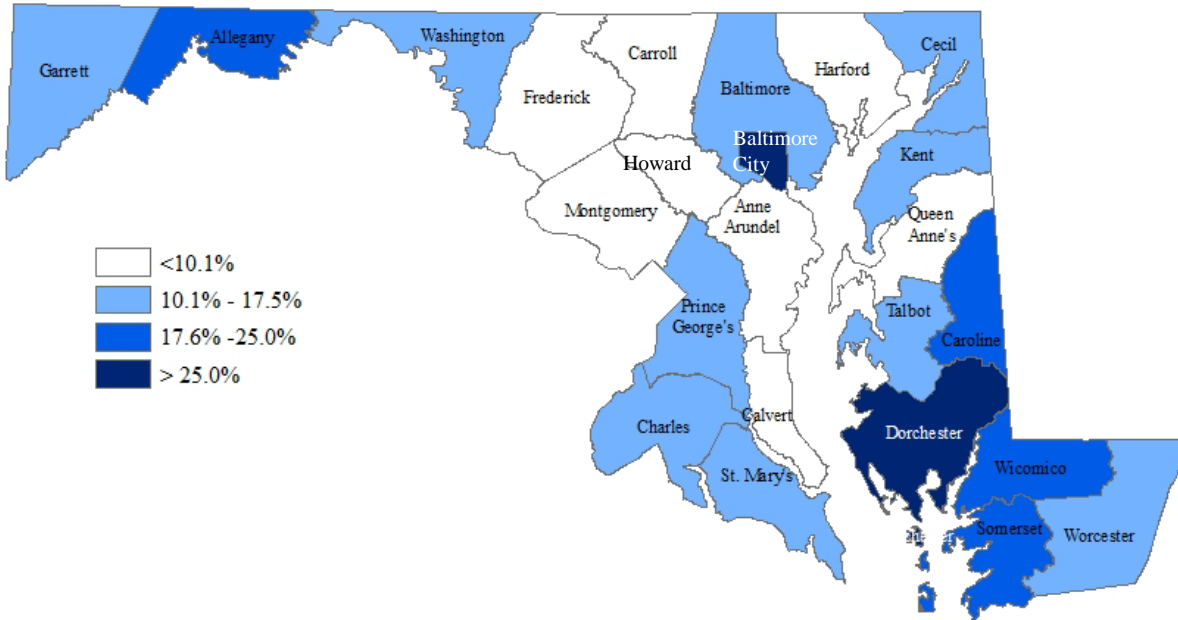 Garrett
Allegany
Washington
Frederick
Carroll
Baltimore
Harford
Cecil
Baltimore
City
Kent
Howard
Montgomery
Anne
Arundel
Queen
Anne's
<10.1%
10.1% - 17.5%
17.6% -25.0%
> 25.0%
Prince
George's
Talbot
Caroline
Charles
Calvert
Dorchester
St. Mary's
Wicomico
Somerset
Worcester